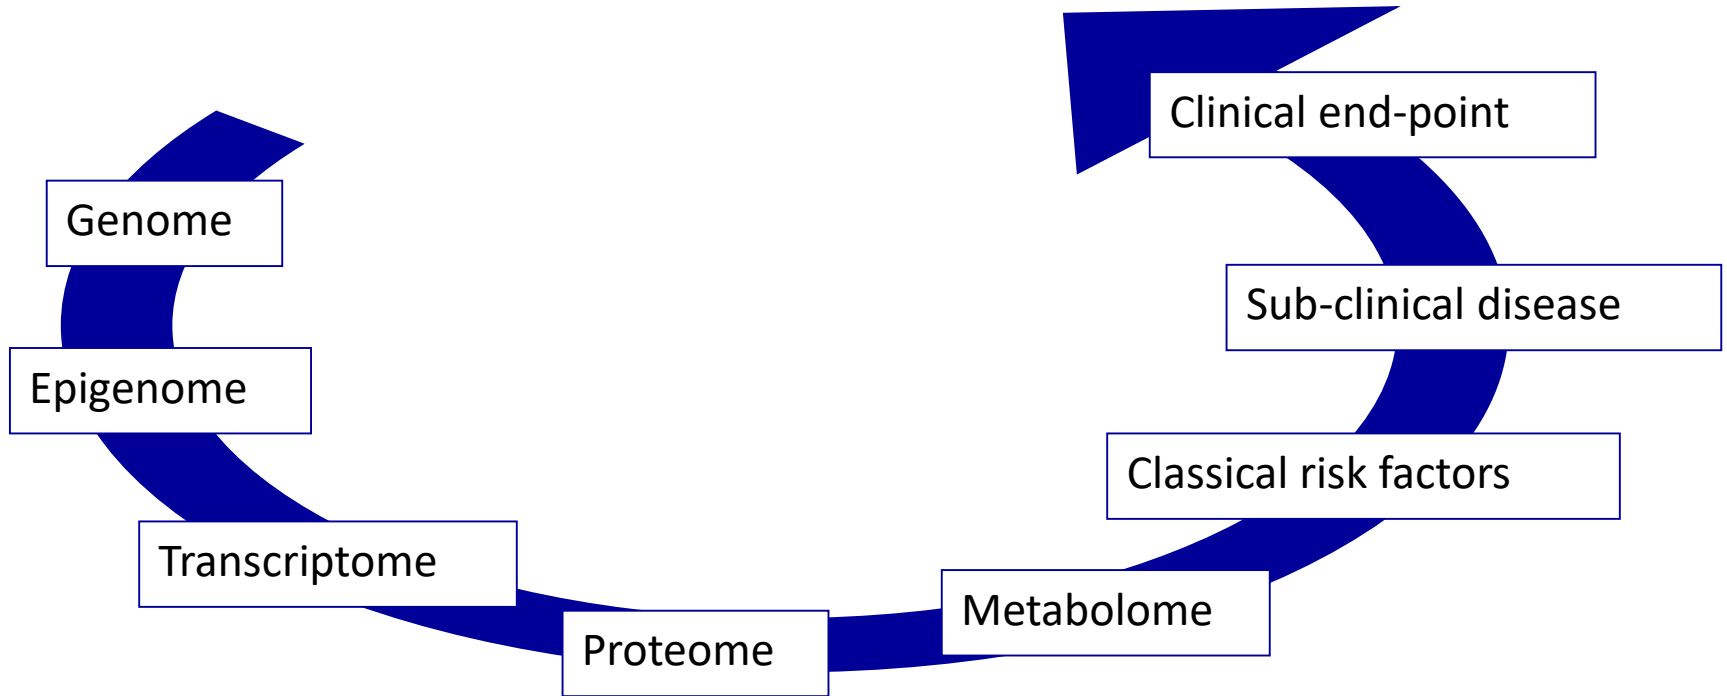 Genome
Epigenome
Transcriptome
Proteome
Metabolome
Classical risk factors
Sub-clinical disease
Clinical end-point